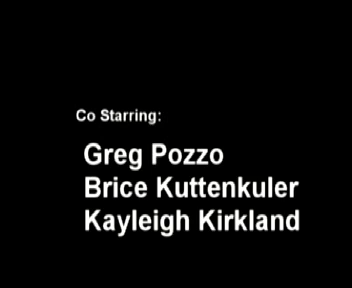 Co Starring:
Greg Pozzo
Brice Kuttenkuler
Kayleigh Kirkland